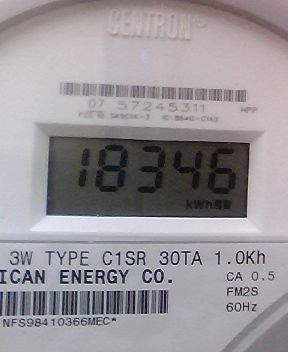 CENTRON®
07 57245311 HPP
18346
kWh
3W TYPE C1SR 30TA 1.0Kh
ICAN ENERGY CO.
CA 0.5
FM2S
60Hz
NFS98410366MEC*